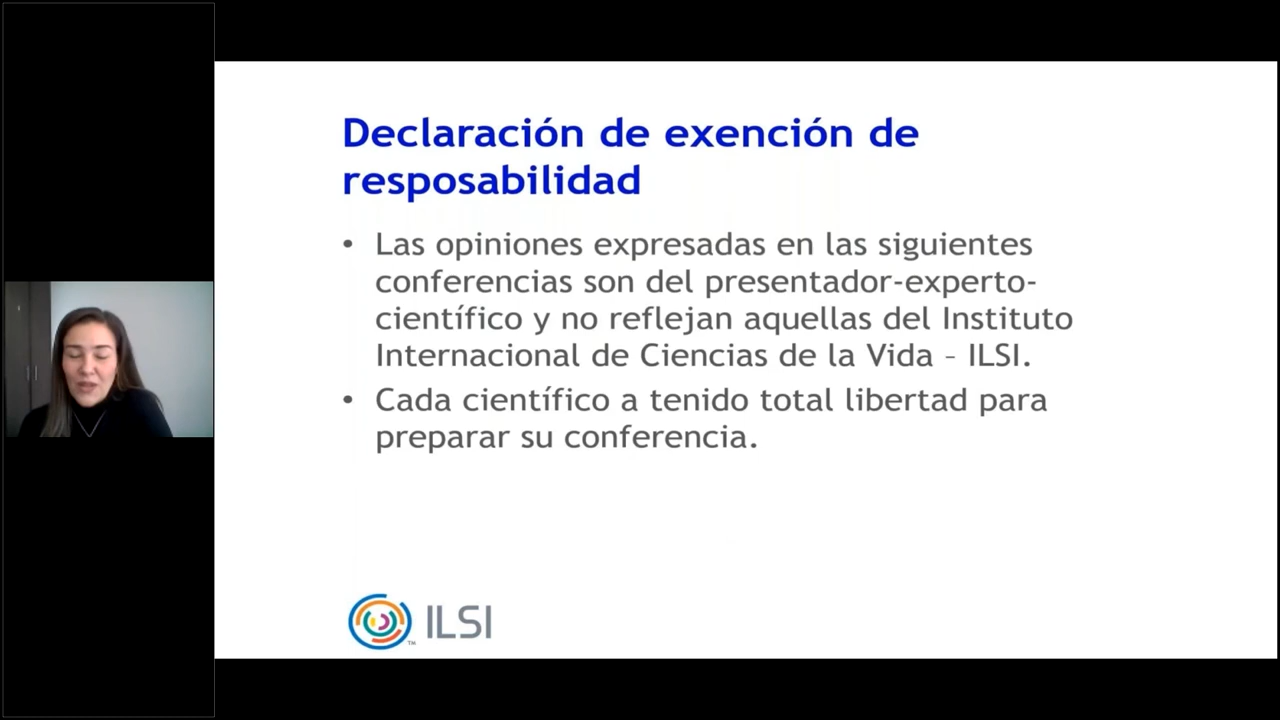 Declaración de exención de
resposabilidad
• Las opiniones expresadas en las siguientes
conferencias son del presentador-experto-
científico y no reflejan aquellas del Instituto
Internacional de Ciencias de la Vida – ILSI.
• Cada científico a tenido total libertad para
preparar su conferencia.
ILSI
TM